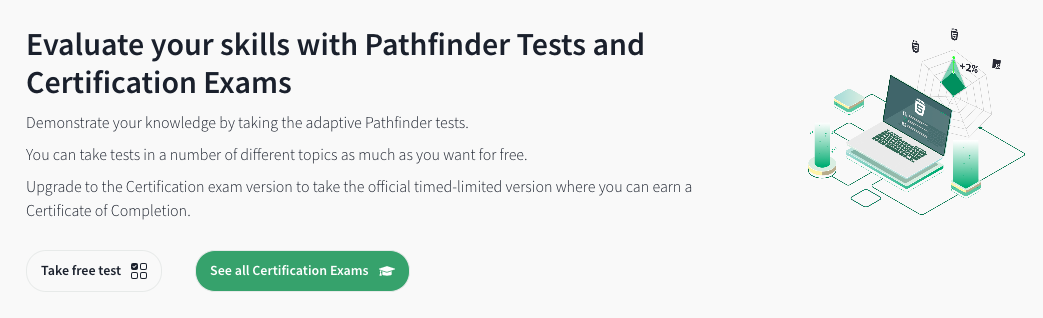 Evaluate your skills with Pathfinder Tests and
Certification Exams
Demonstrate your knowledge by taking the adaptive Pathfinder tests.
You can take tests in a number of different topics as much as you want for free.
Upgrade to the Certification exam version to take the official timed-limited version where you can earn a
Certificate of Completion.
Take free test
See all Certification Exams
+2%